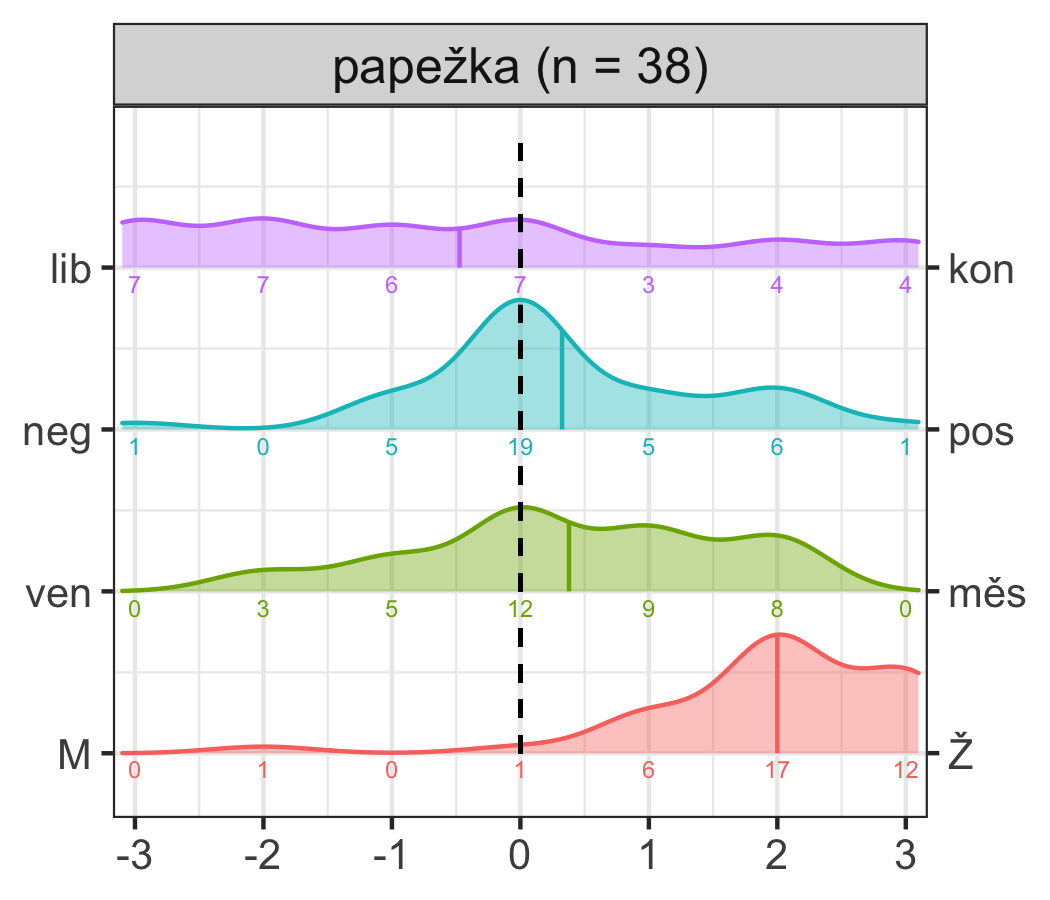 papežka (n = 38)
lib kon
7 7 6 7 3 4 4
neg pos
1 0 5 19 5 6 1
ven měs
0 3 5 12 9 8 0
M Ž
0 1 0 1 6 17 12
-3 -2 -1 0 1 2 3